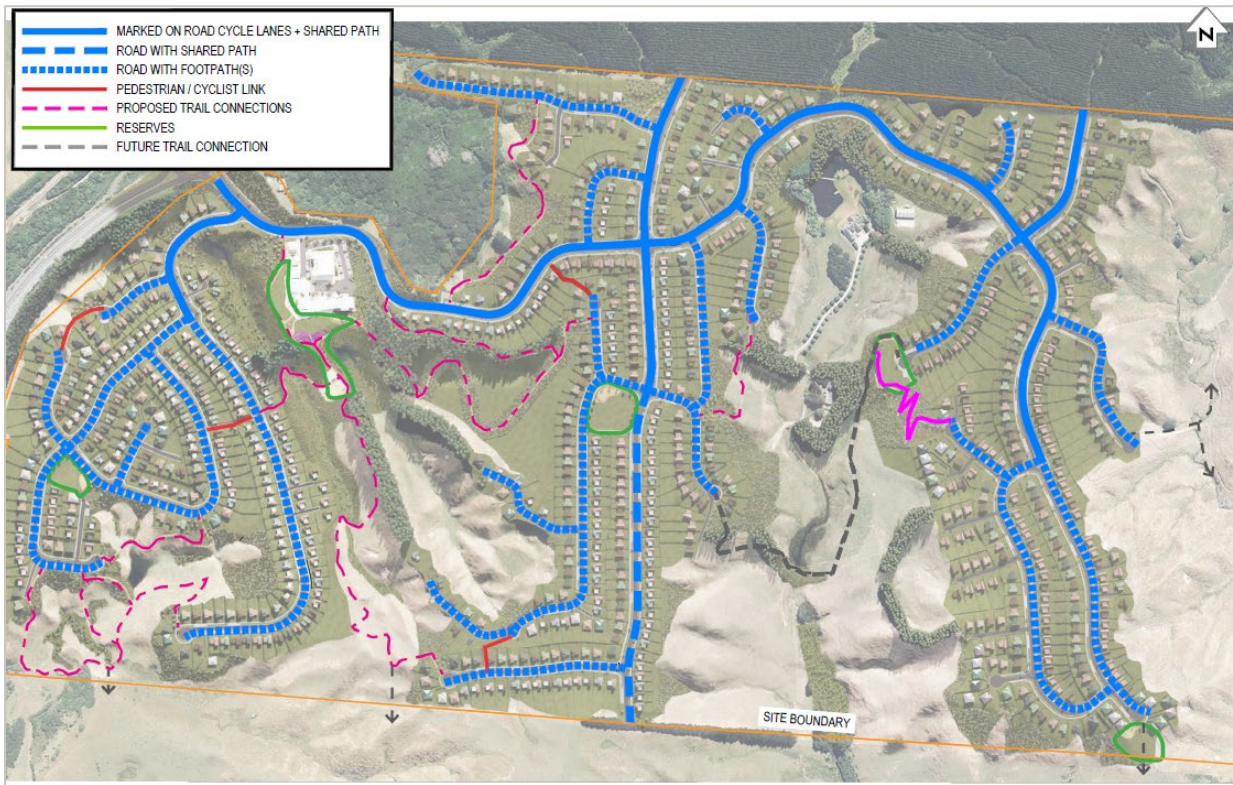 MARKED ON ROAD CYCLE LANES + SHARED PATH
ROAD WITH SHARED PATH
ROAD WITH FOOTPATH(S)
PEDESTRIAN / CYCLIST LINK
PROPOSED TRAIL CONNECTIONS
RESERVES
FUTURE TRAIL CONNECTION
N
SITE BOUNDARY